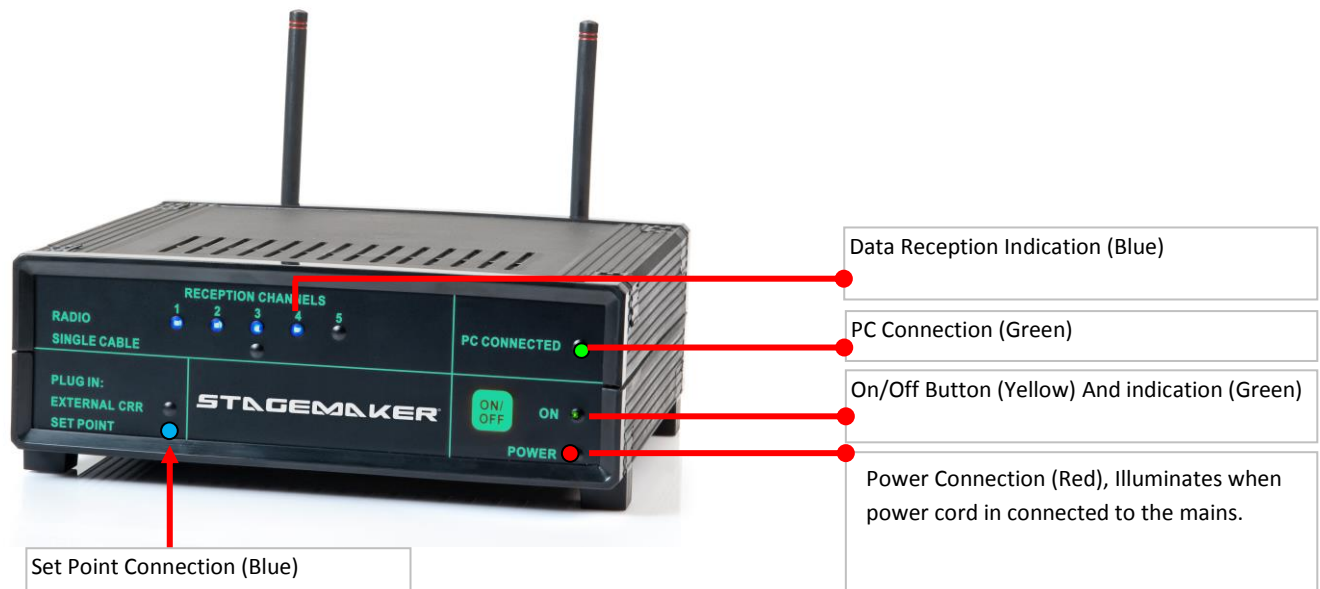 RECEPTION CHANNELS
1 2 3 4 5
RADIO
SINGLE CABLE
PC CONNECTED
PLUG IN:
EXTERNAL CRR
SET POINT
STAGEMAKER
ON/
OFF
ON
POWER
Data Reception Indication (Blue)
PC Connection (Green)
On/Off Button (Yellow) And indication (Green)
Power Connection (Red), Illuminates when
power cord in connected to the mains.
Set Point Connection (Blue)